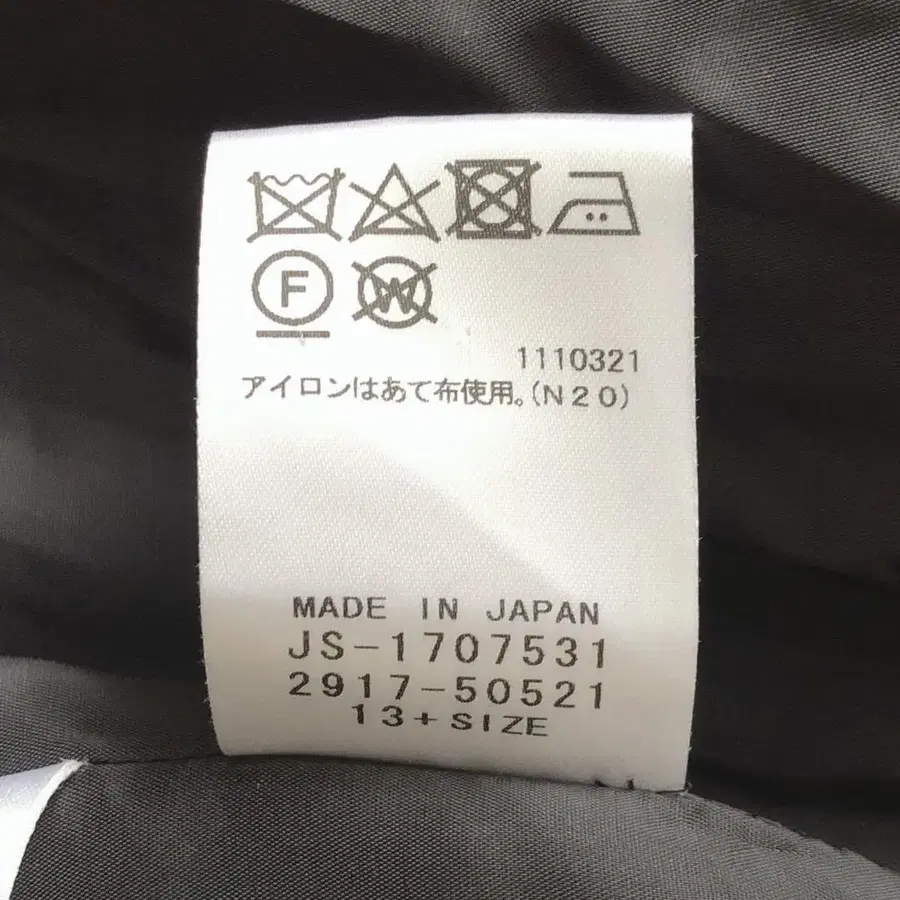 F W
1110321
アイロンはあて布使用。(N20)
MADE IN JAPAN
JS-1707531
2917-50521
13+SIZE